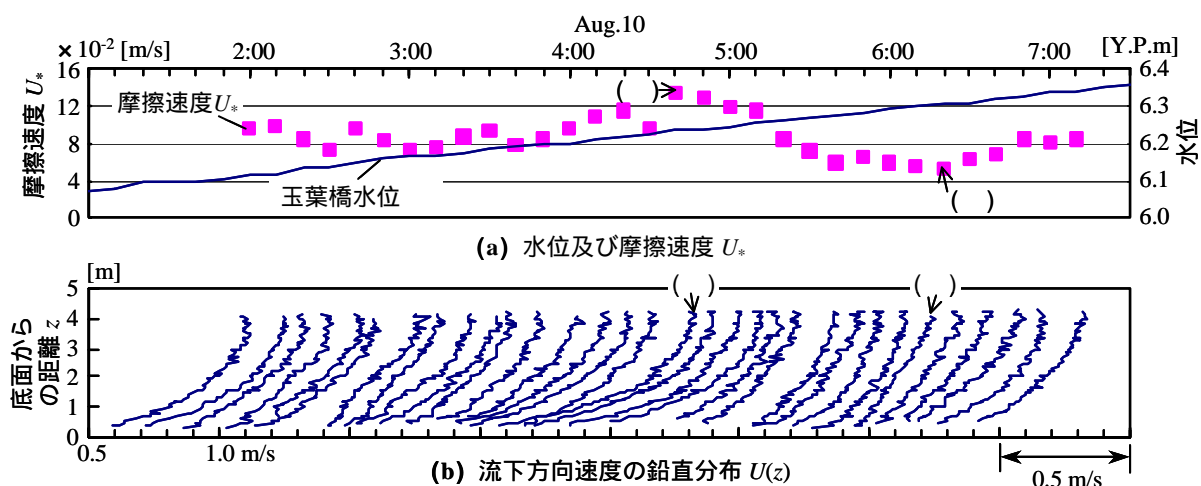 Aug.10
× 10-2 [m/s] 2:00 3:00 4:00 5:00 6:00 7:00 [Y.P.m]
摩擦速度 U*
16
12
8
4
0
6.4
6.3
6.2
6.1
6.0
水位
摩擦速度U*
( )
玉葉橋水位
( )
(a) 水位及び摩擦速度 U*
[m]
底面から
の距離 z
5
4
3
2
1
0
( ) ( )
0.5 1.0 m/s
0.5 m/s
(b) 流下方向速度の鉛直分布 U(z)